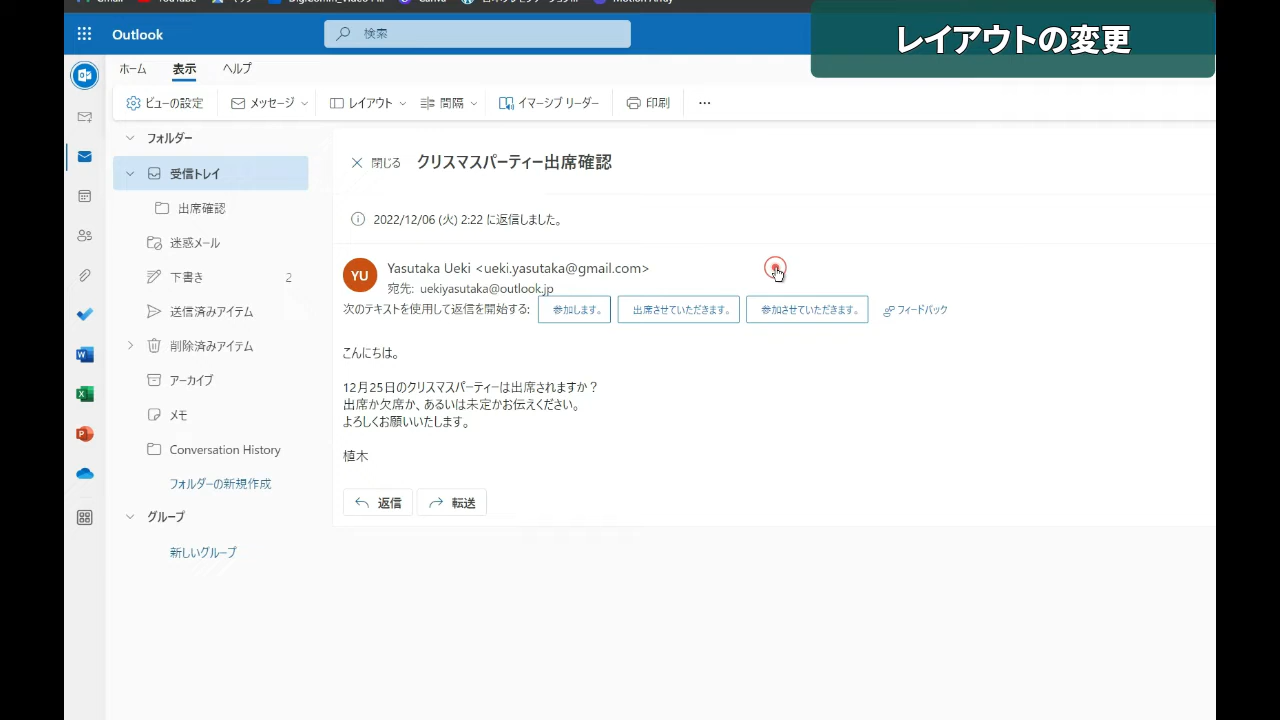 Gmail YouTube マップ DigiComm_Video Fil... Canva Motion Array
レイアウトの変更
Outlook
検索
ホーム 表示 ヘルプ
ビューの設定 メッセージ レイアウト 間隔 イマーシブ リーダー 印刷 ...
フォルダー
受信トレイ
出席確認
迷惑メール
下書き 2
送信済みアイテム
削除済みアイテム
アーカイブ
メモ
Conversation History
フォルダーの新規作成
グループ
新しいグループ
閉じる クリスマスパーティー出席確認
2022/12/06 (火) 2:22 に返信しました。
YU
Yasutaka Ueki <ueki.yasutaka@gmail.com>
宛先: uekiyasutaka@outlook.jp
次のテキストを使用して返信を開始する: 参加します。 出席させていただきます。 参加させていただきます。 フィードバック
こんにちは。
12月25日のクリスマスパーティーは出席されますか？
出席か欠席か、あるいは未定かお伝えください。
よろしくお願いいたします。
植木
返信 転送